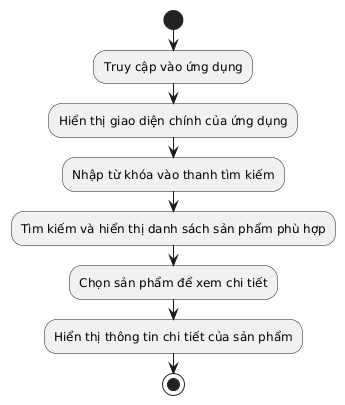 Truy cập vào ứng dụng
Hiển thị giao diện chính của ứng dụng
Nhập từ khóa vào thanh tìm kiếm
Tìm kiếm và hiển thị danh sách sản phẩm phù hợp
Chọn sản phẩm để xem chi tiết
Hiển thị thông tin chi tiết của sản phẩm